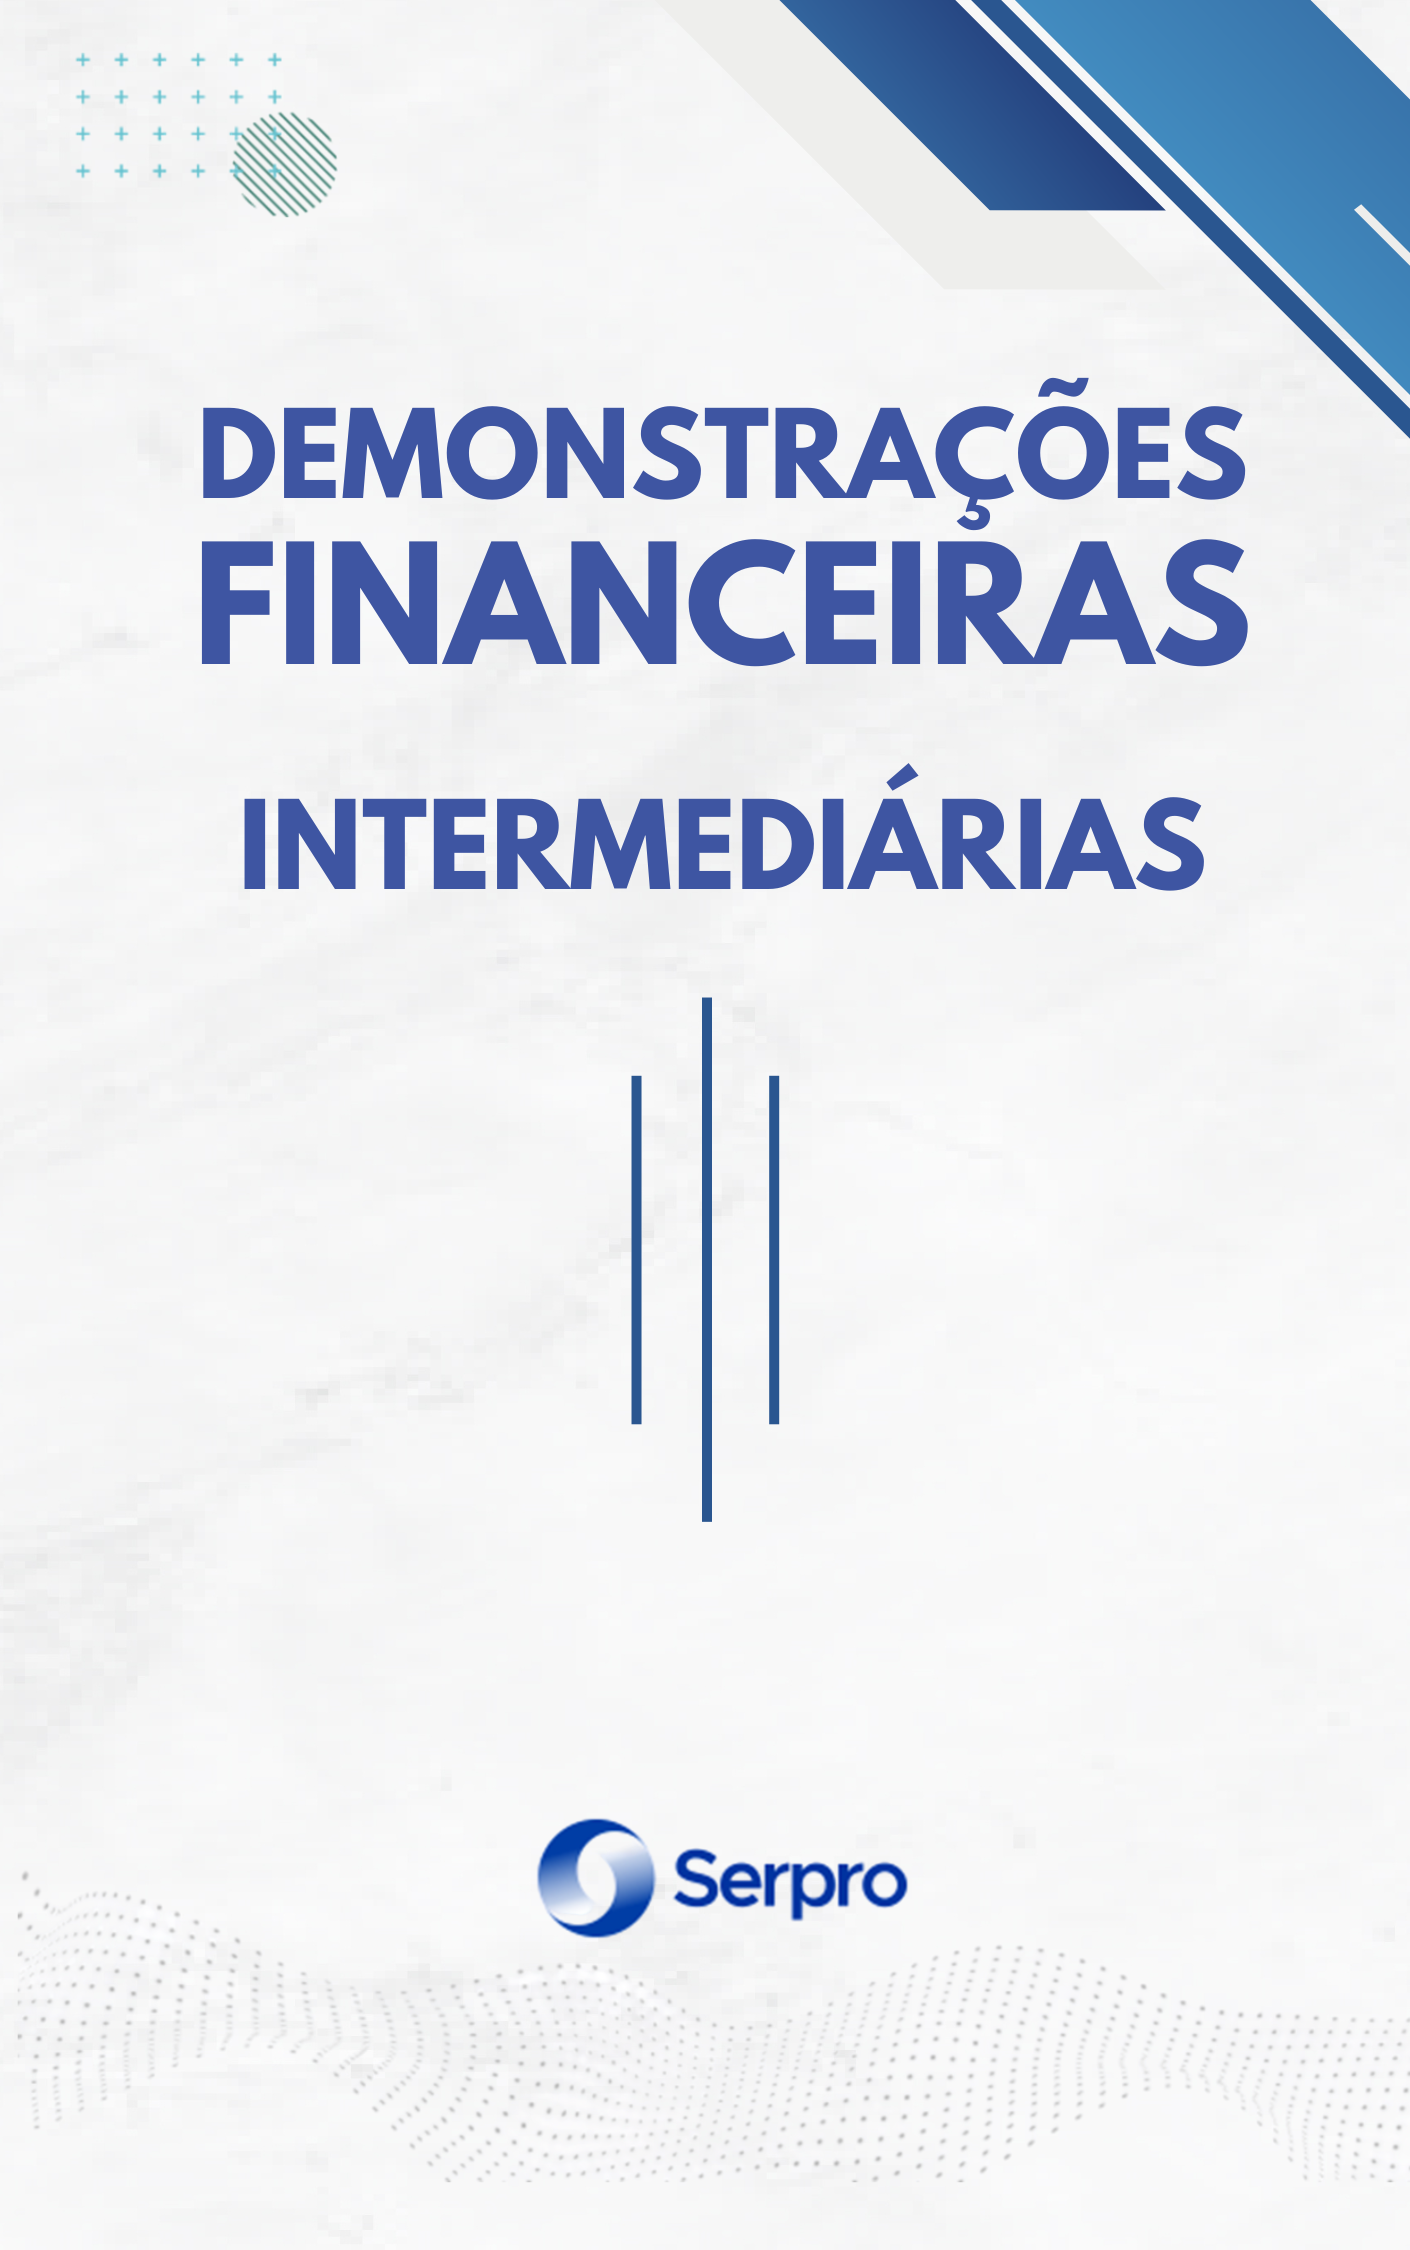 DEMONSTRAÇÕES
FINANCEIRAS
INTERMEDIÁRIAS
Serpro